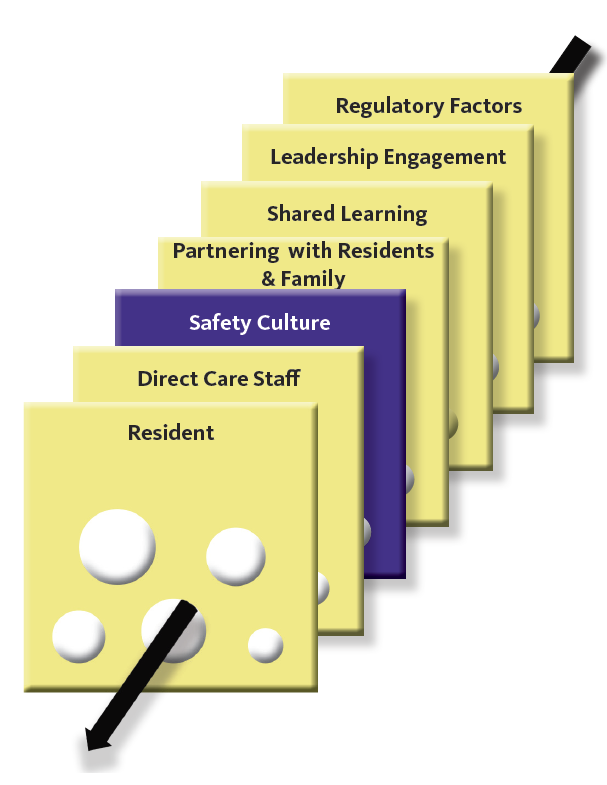 Regulatory Factors
Leadership Engagement
Shared Learning
Partnering with Residents
& Family
Safety Culture
Direct Care Staff
Resident